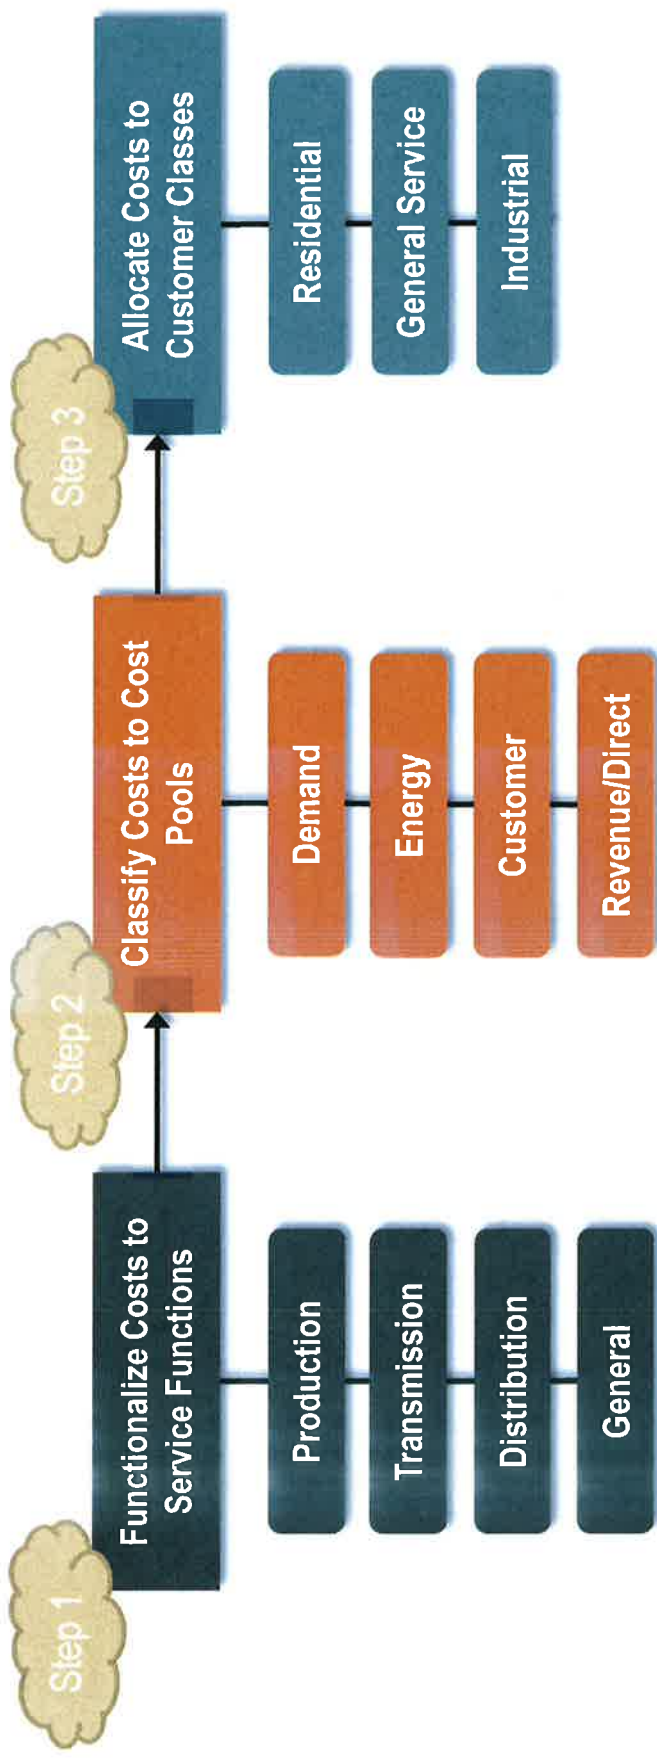 Step 1
Functionalize Costs to
Service Functions
Production
Transmission
Distribution
General
Step 2
Classify Costs to Cost
Pools
Demand
Energy
Customer
Revenue/Direct
Step 3
Allocate Costs to
Customer Classes
Residential
General Service
Industrial